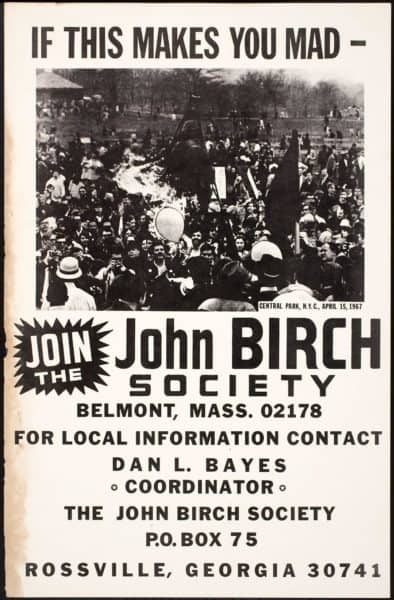 IF THIS MAKES YOU MAD –
CENTRAL PARK, N.Y.C., APRIL 15, 1967
JOIN THE
John BIRCH
SOCIETY
BELMONT, MASS. 02178
FOR LOCAL INFORMATION CONTACT
DAN L. BAYES
∘ COORDINATOR ∘
THE JOHN BIRCH SOCIETY
P.O. BOX 75
ROSSVILLE, GEORGIA 30741